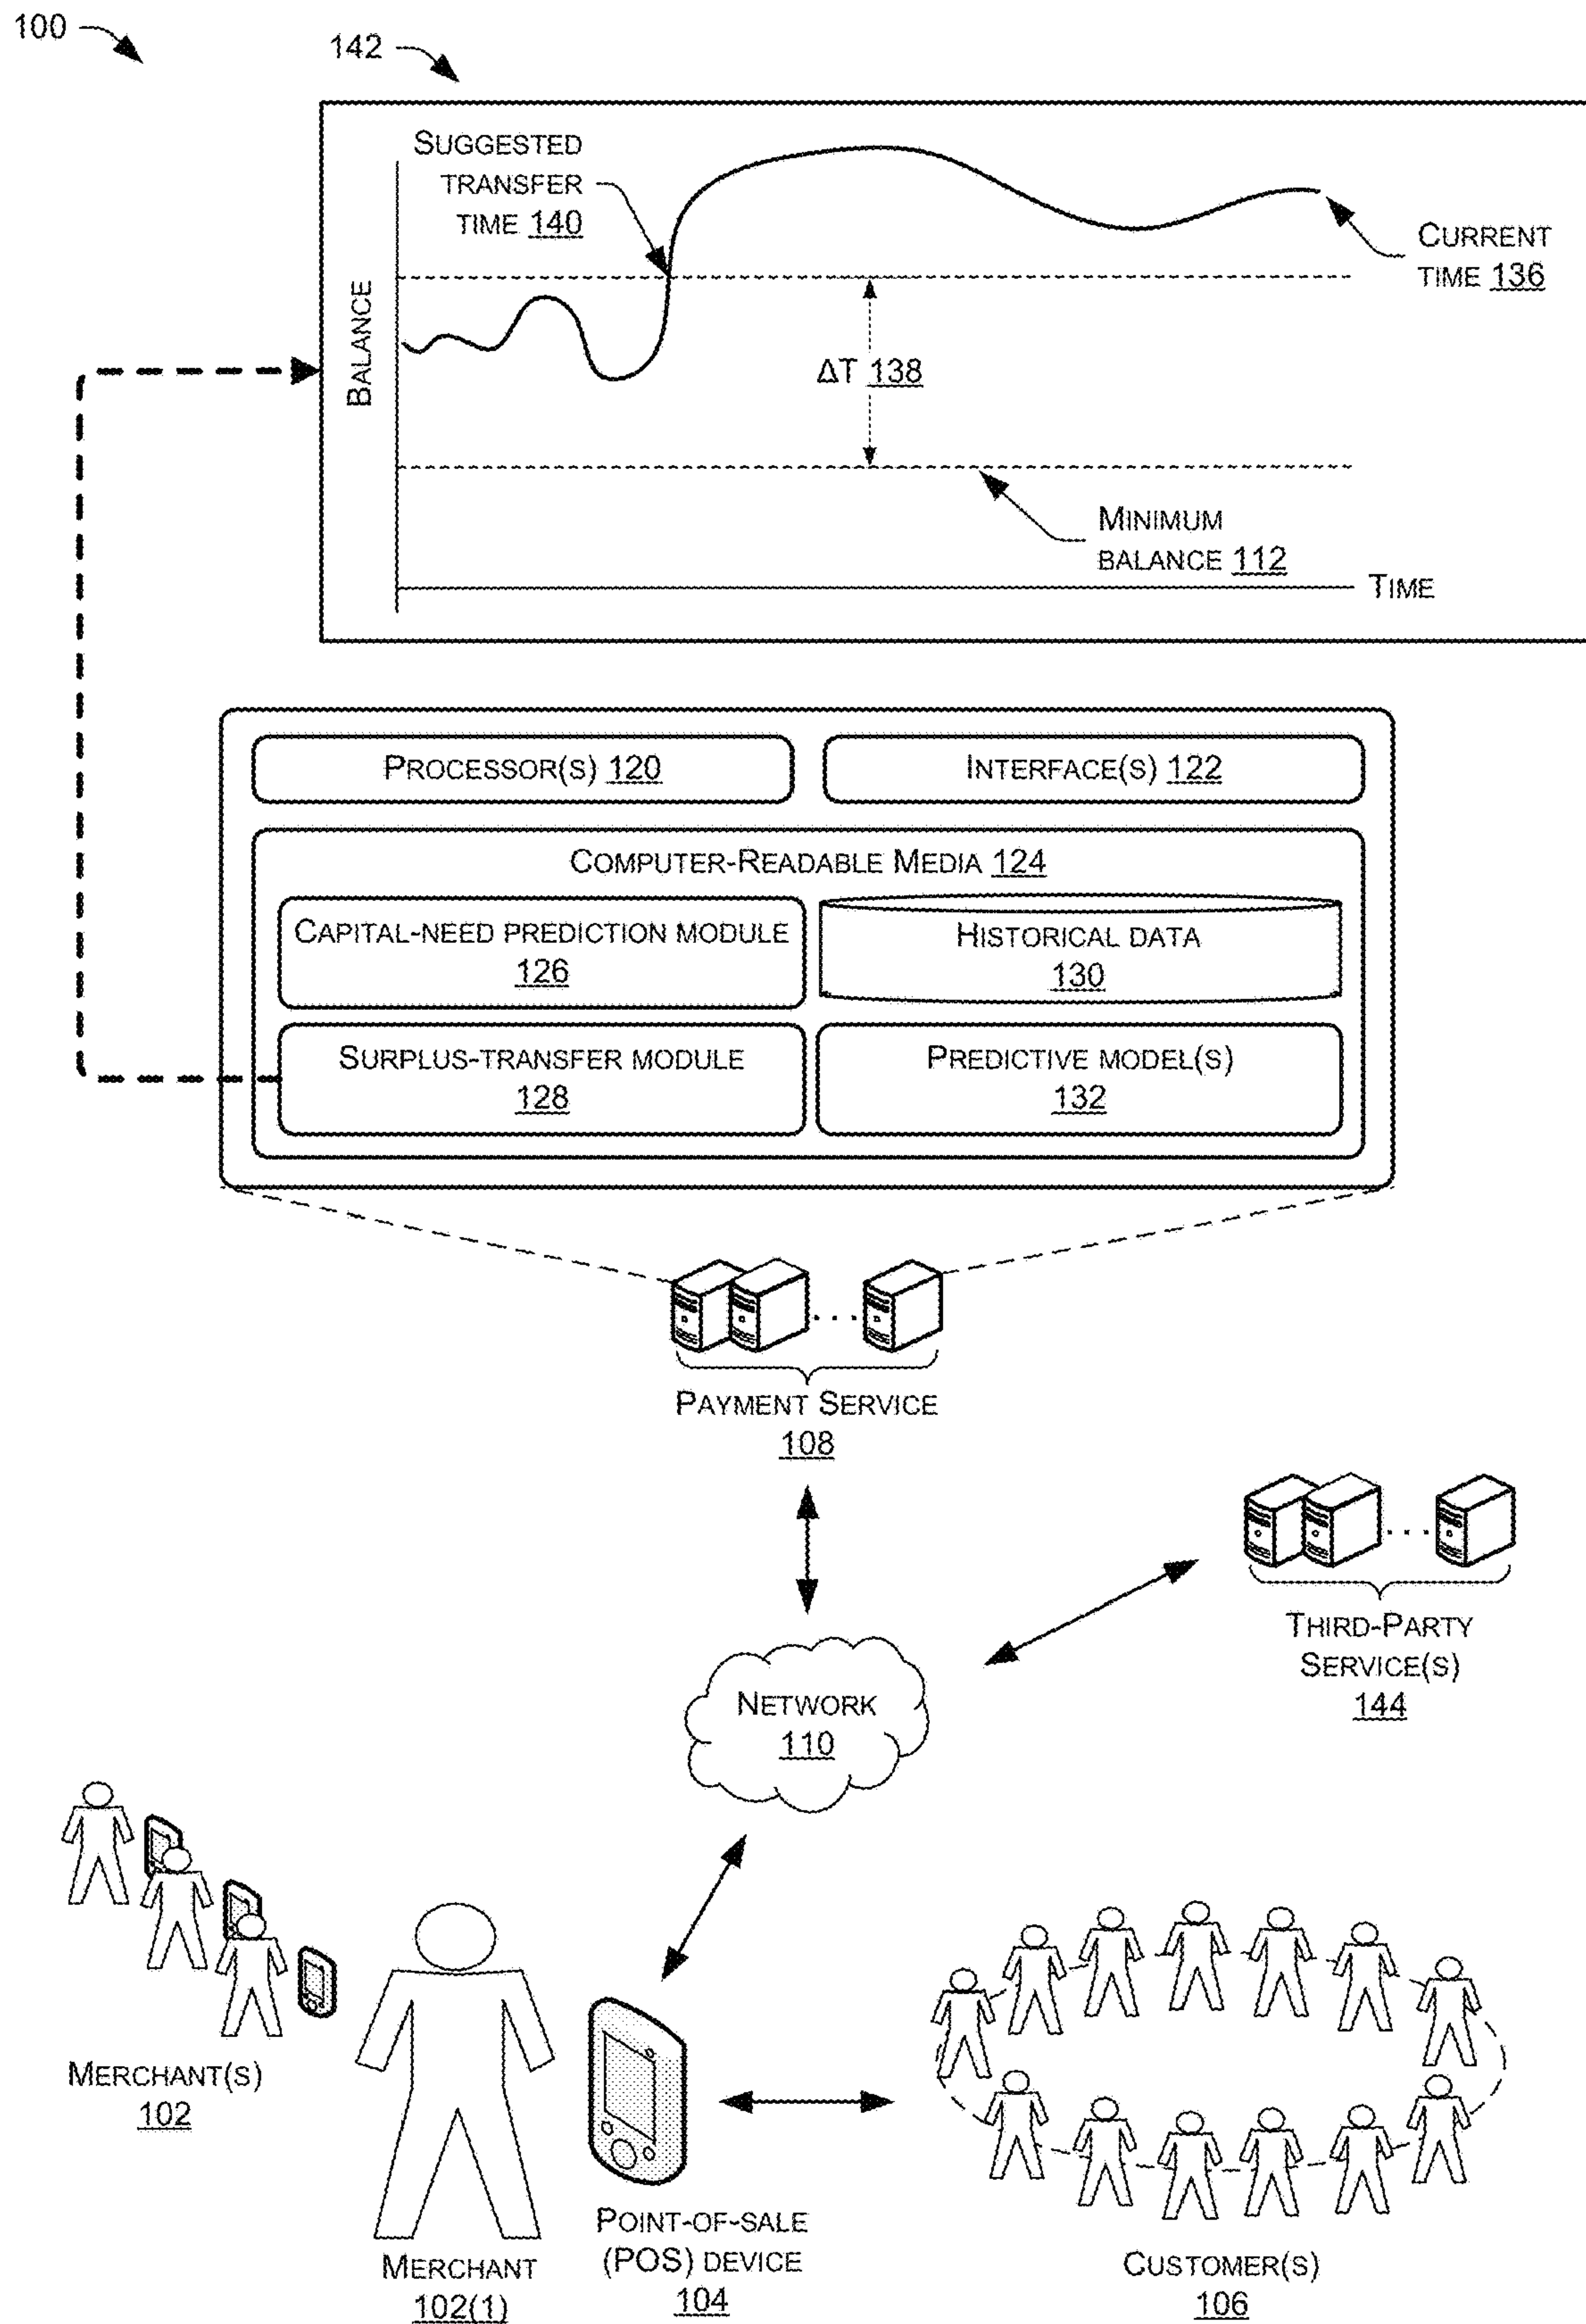 100
142
SUGGESTED
TRANSFER
TIME 140
CURRENT
TIME 136
BALANCE
ΔT 138
MINIMUM
BALANCE 112
TIME
PROCESSOR(S) 120
INTERFACE(S) 122
COMPUTER-READABLE MEDIA 124
CAPITAL-NEED PREDICTION MODULE
126
HISTORICAL DATA
130
SURPLUS-TRANSFER MODULE
128
PREDICTIVE MODEL(S)
132
PAYMENT SERVICE
108
THIRD-PARTY
SERVICE(S)
144
NETWORK
110
MERCHANT(S)
102
MERCHANT
102(1)
POINT-OF-SALE
(POS) DEVICE
104
CUSTOMER(S)
106